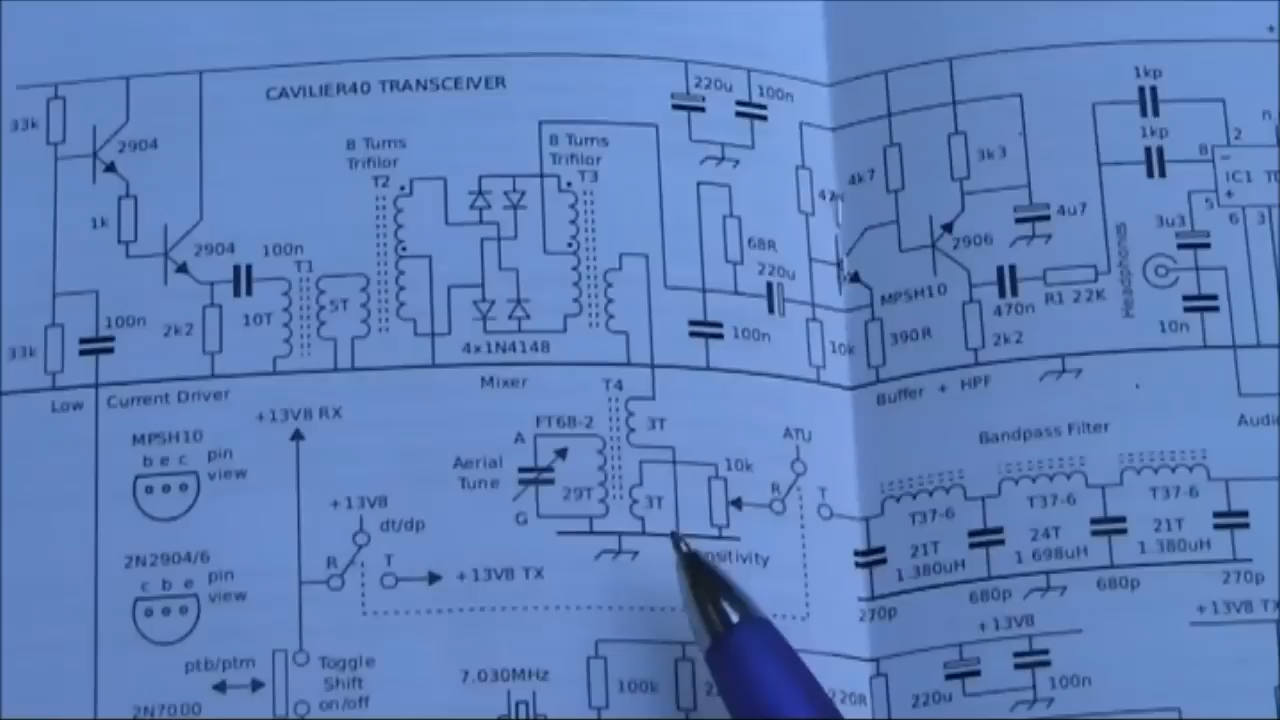 CAVILIER40 TRANSCEIVER
220u
100n
1kp
1kp
33k
2904
8 Turns
Trifilor
8 Turns
Trifilor
T2
T3
4k7
3k3
2
8
IC1
5
6
3
1k
2904
100n
T1
68R
220u
4u7
2906
3u3
MPSH10
470n
R1 22K
Headphones
10T
5T
100n
2k2
33k
100n
10k
390R
2k2
10n
4x1N4148
Low Current Driver
Mixer
Buffer + HPF
+13V8 RX
T4
3T
FT68-2
A
ATU
Bandpass Filter
MPSH10
b e c
pin
view
Aerial
Tune
29T
G
3T
10k
R
T
+13V8
dt/dp
R
T
+13V8 TX
T37-6
21T
1.380uH
T37-6
24T
1.698uH
T37-6
21T
1.380uH
270p
680p
680p
270p
2N2904/6
c b e
pin
view
+13V8
ptb/ptm
Toggle
Shift
on/off
7.030MHz
100k
220u
100n
2N7000